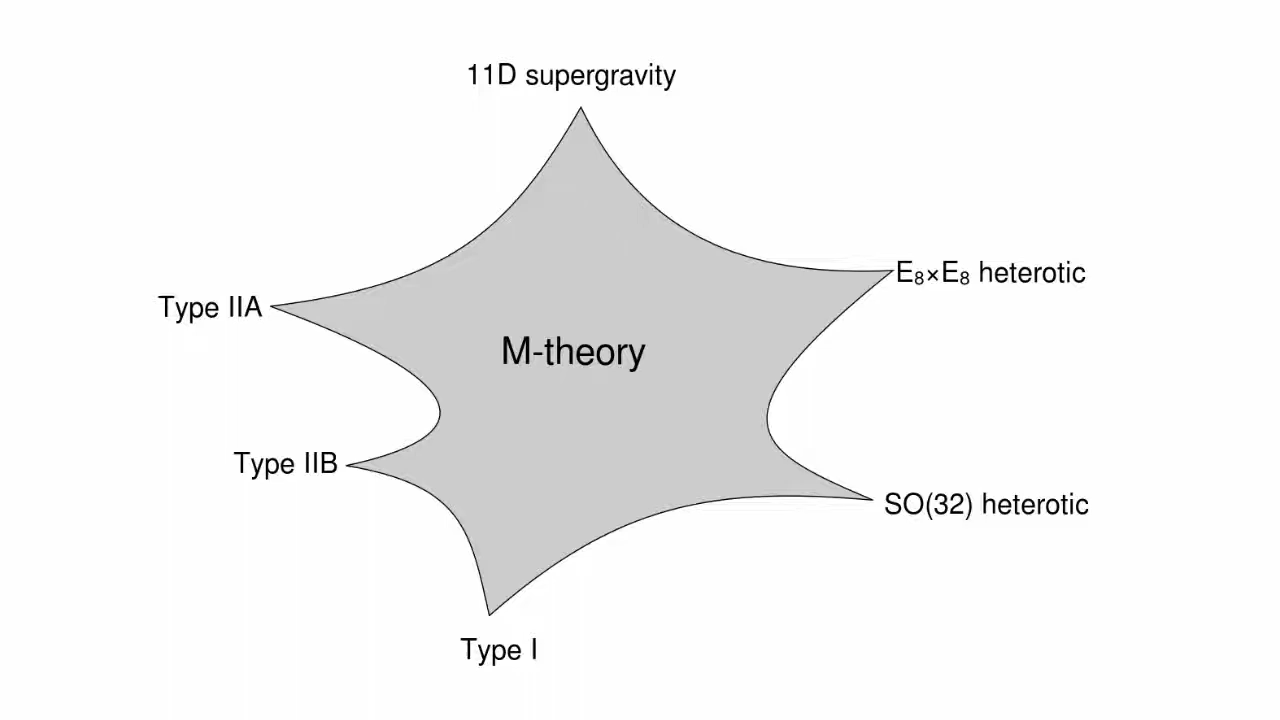 11D supergravity
E₈×E₈ heterotic
Type IIA
M-theory
Type IIB
SO(32) heterotic
Type I